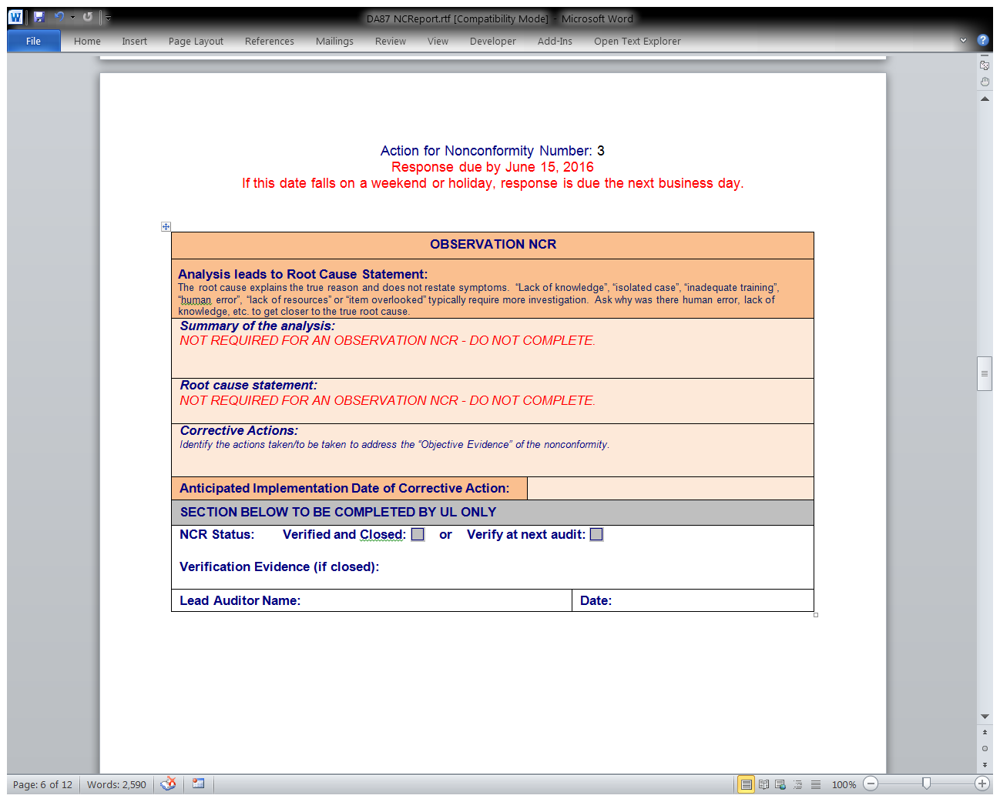 W
DA87 NCReport.rtf [Compatibility Mode] - Microsoft Word
File Home Insert Page Layout References Mailings Review View Developer Add-Ins Open Text Explorer
?
Action for Nonconformity Number: 3
Response due by June 15, 2016
If this date falls on a weekend or holiday, response is due the next business day.
OBSERVATION NCR
Analysis leads to Root Cause Statement:
The root cause explains the true reason and does not restate symptoms. “Lack of knowledge”, “isolated case”, “inadequate training”,
“human error”, “lack of resources” or “item overlooked” typically require more investigation. Ask why was there human error, lack of
knowledge, etc. to get closer to the true root cause.
Summary of the analysis:
NOT REQUIRED FOR AN OBSERVATION NCR - DO NOT COMPLETE.
Root cause statement:
NOT REQUIRED FOR AN OBSERVATION NCR - DO NOT COMPLETE.
Corrective Actions:
Identify the actions taken/to be taken to address the “Objective Evidence” of the nonconformity.
Anticipated Implementation Date of Corrective Action:
SECTION BELOW TO BE COMPLETED BY UL ONLY
NCR Status: Verified and Closed: or Verify at next audit:
Verification Evidence (if closed):
Lead Auditor Name: Date:
Page: 6 of 12 Words: 2,590 100%